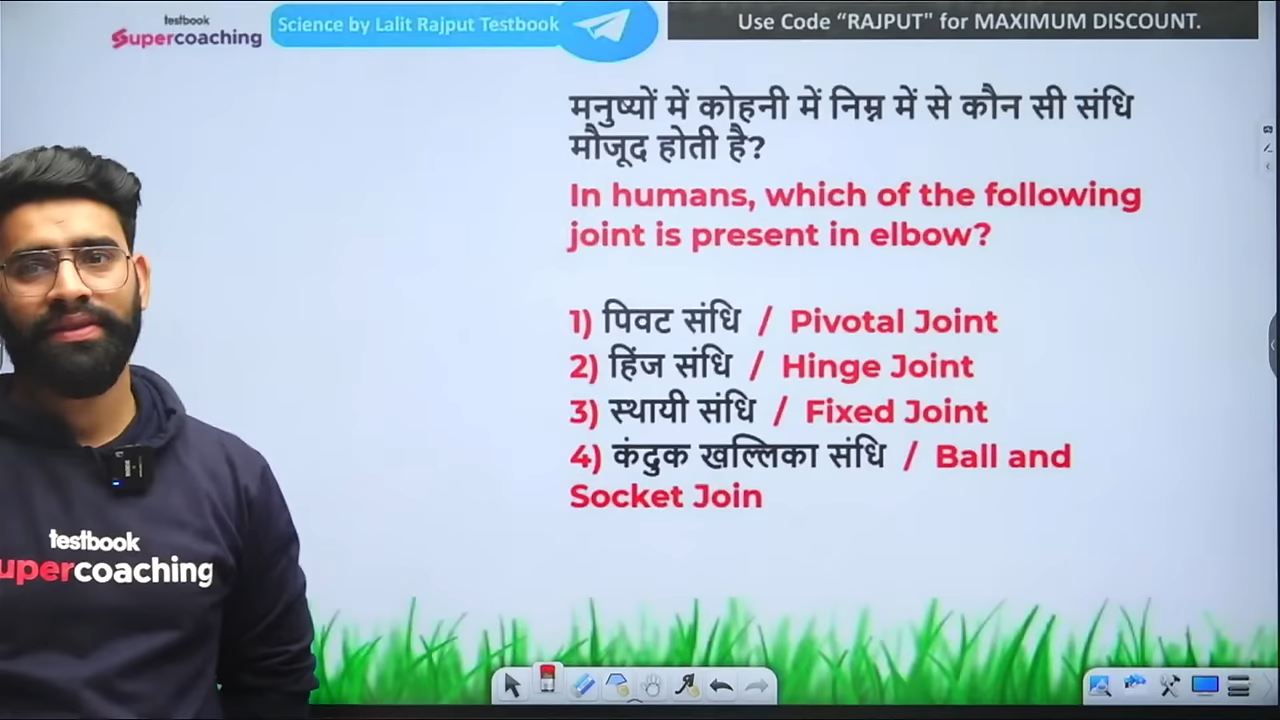 testbook
Supercoaching
Science by Lalit Rajput Testbook
Use Code “RAJPUT" for MAXIMUM DISCOUNT.
मनुष्यों में कोहनी में निम्न में से कौन सी संधि
मौजूद होती है?
In humans, which of the following
joint is present in elbow?
1) पिवट संधि / Pivotal Joint
2) हिंज संधि / Hinge Joint
3) स्थायी संधि / Fixed Joint
4) कंदुक खल्लिका संधि / Ball and
Socket Join
testbook
upercoaching